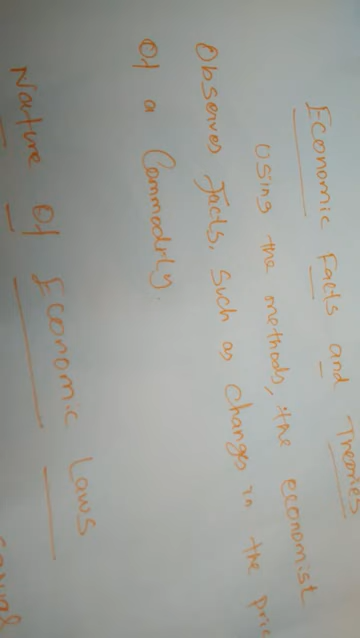 Economic Facts and Theories
Using the methods, the economist
Observes facts, such as changes in the pri
Of a Commodity.
Nature Of Economic Laws